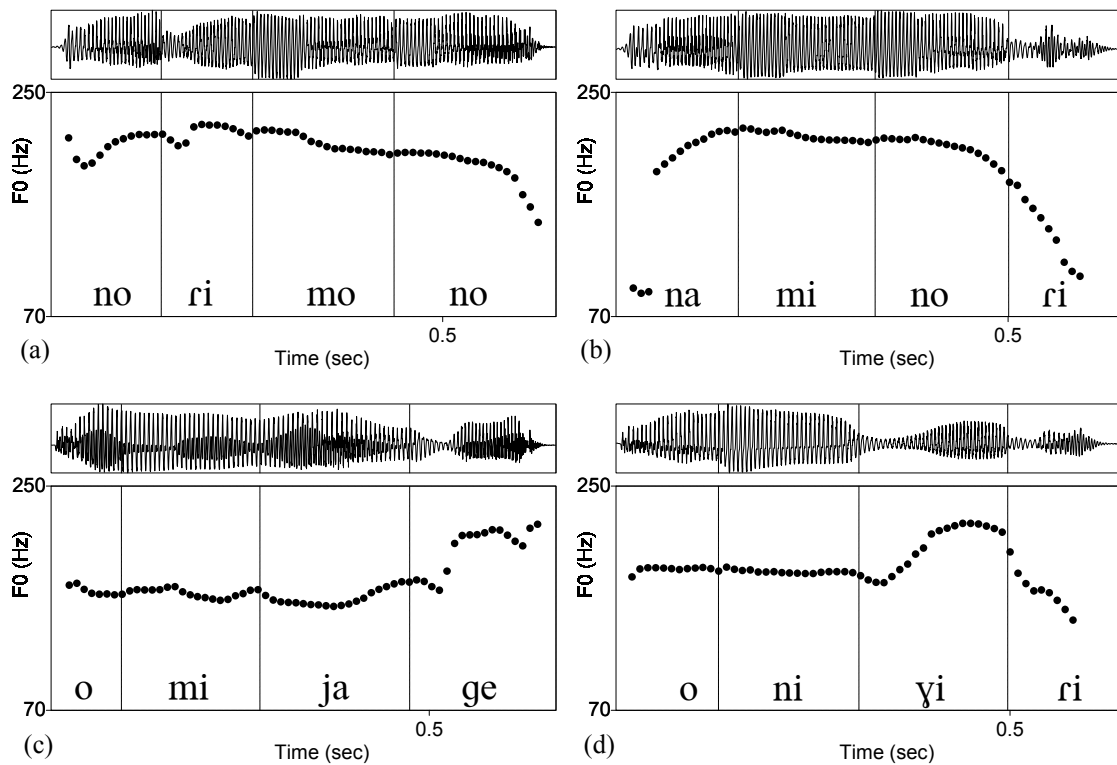 250
F0 (Hz)
70
no ɾi mo no
0.5
(a)
Time (sec)
250
F0 (Hz)
70
na mi no ɾi
0.5
(b)
Time (sec)
250
F0 (Hz)
70
o mi ja ge
0.5
(c)
Time (sec)
250
F0 (Hz)
70
o ni ɣi ɾi
0.5
(d)
Time (sec)